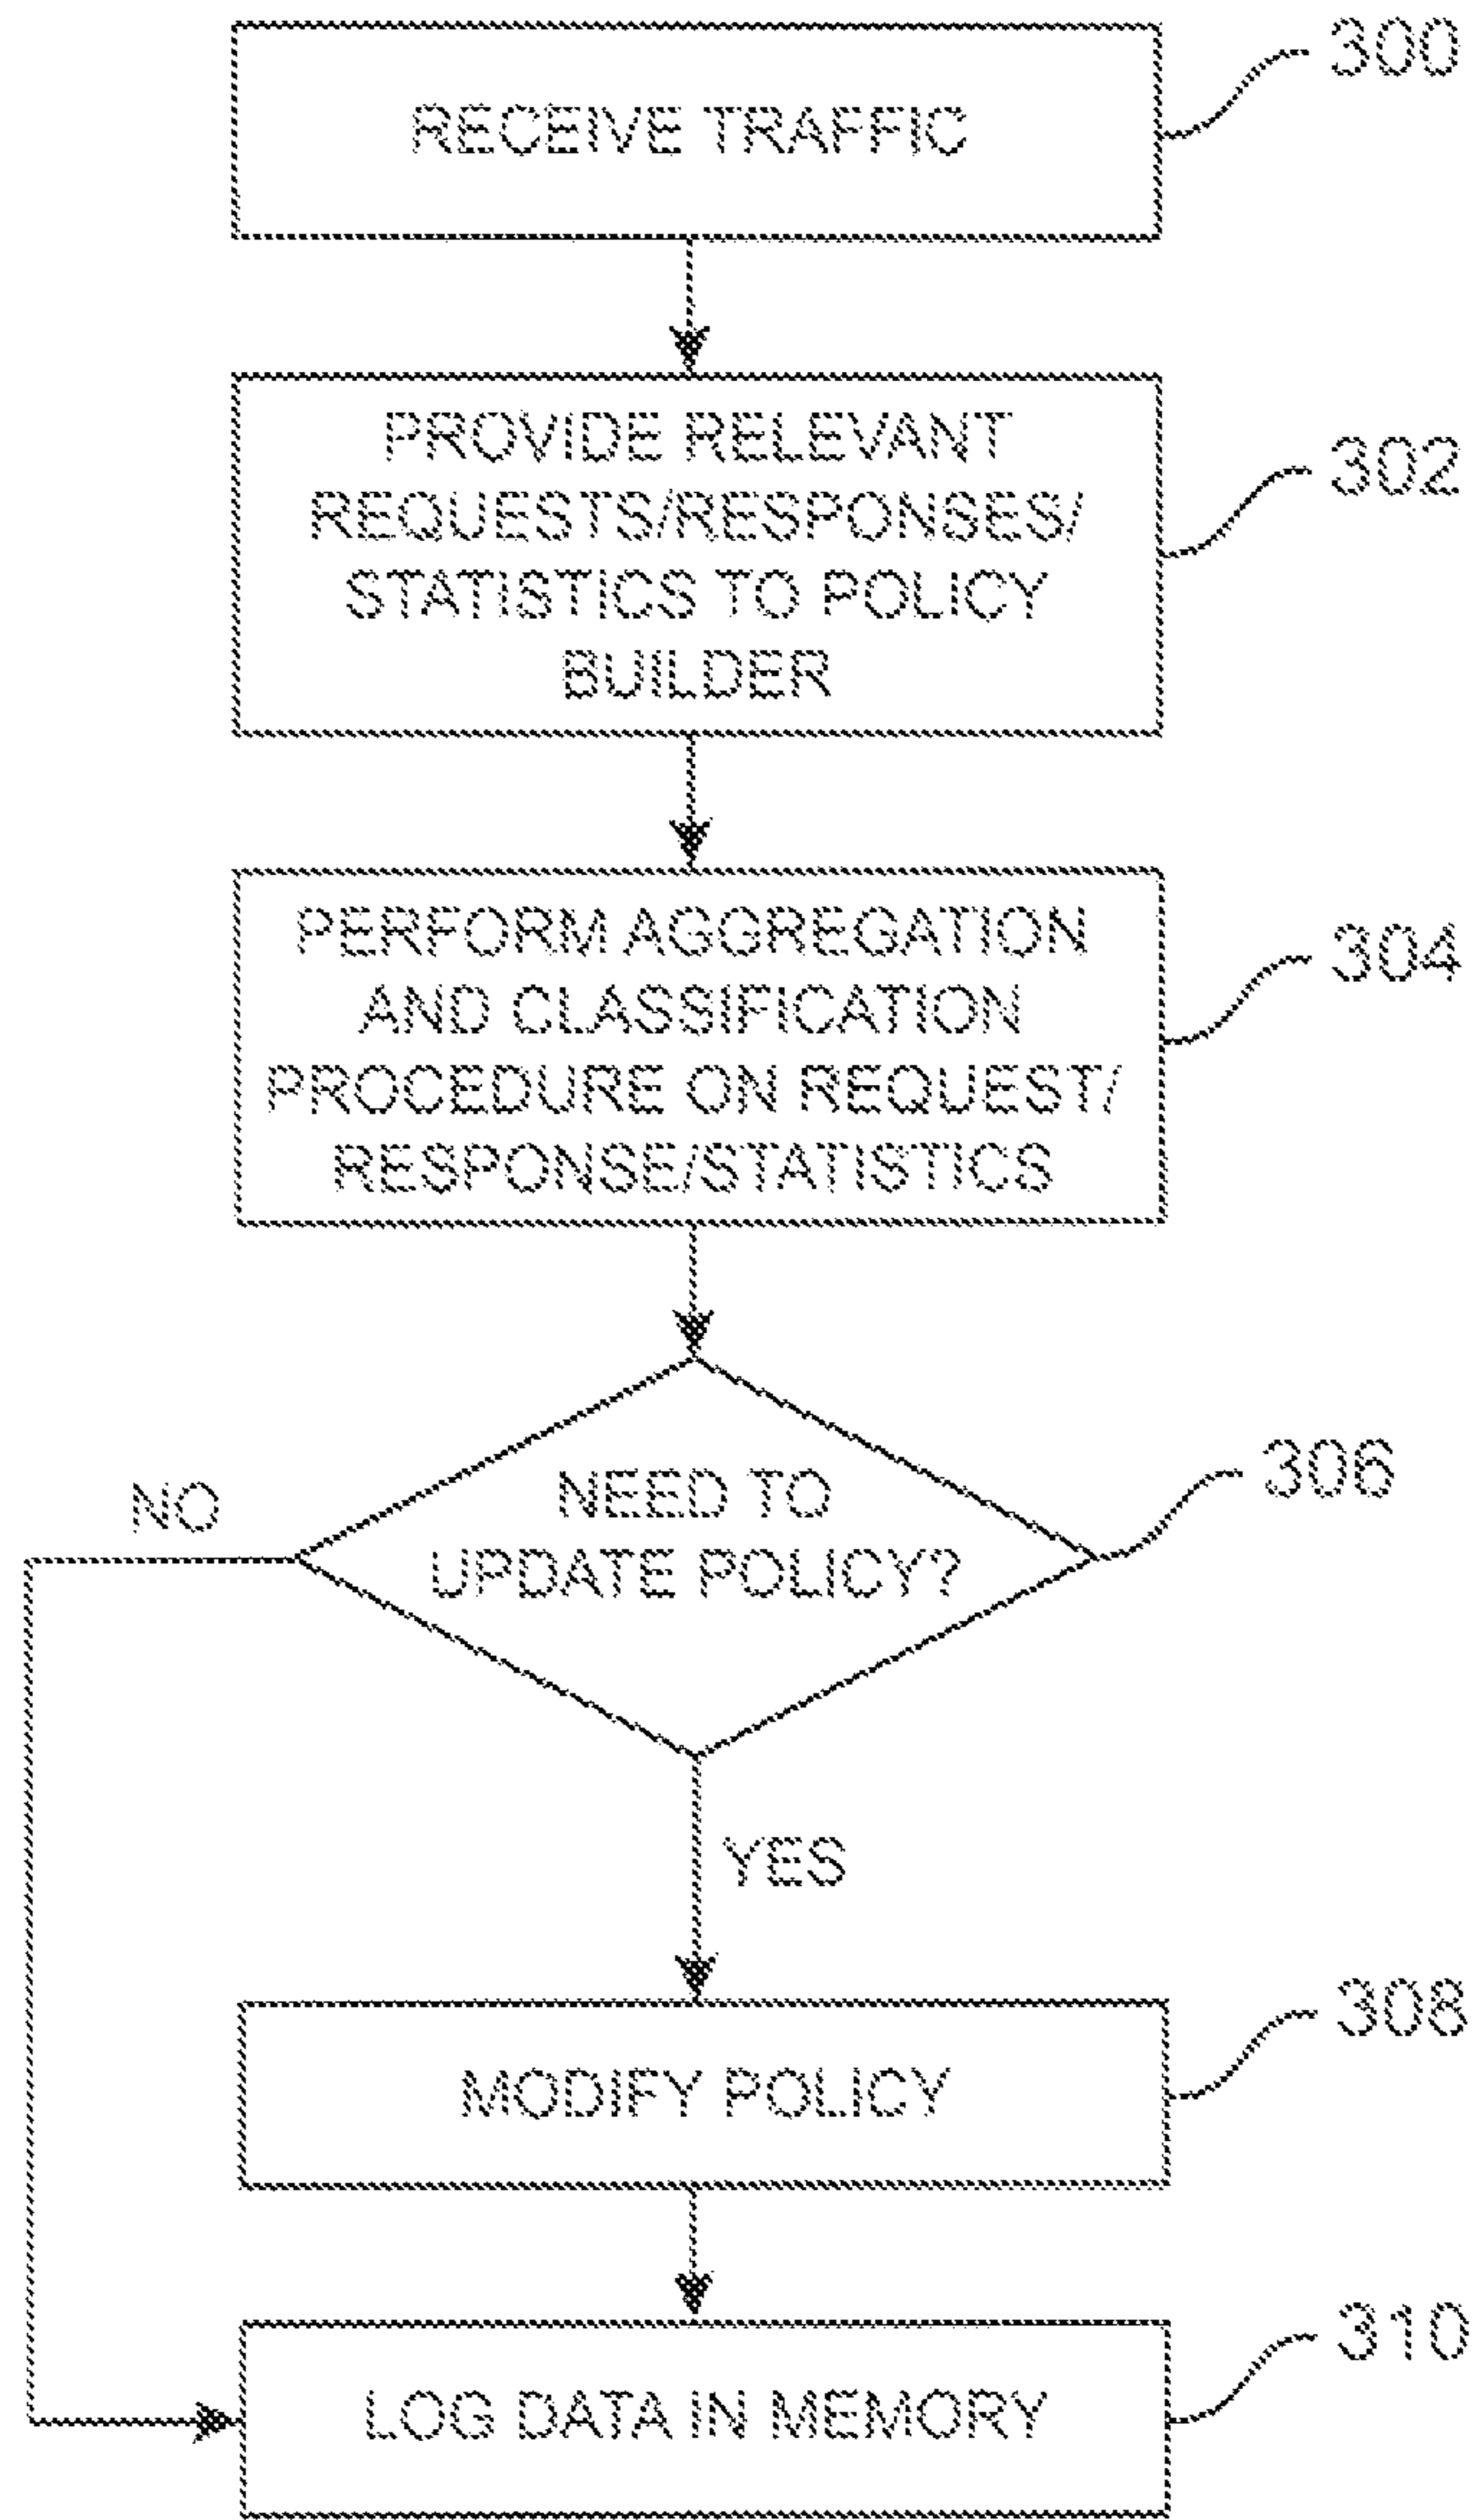 RECEIVE TRAFFIC
300
PROVIDE RELEVANT
REQUESTS/RESPONSES/
STATISTICS TO POLICY
BUILDER
302
PERFORM AGGREGATION
AND CLASSIFICATION
PROCEDURE ON REQUEST/
RESPONSE/STATISTICS
304
NEED TO
UPDATE POLICY?
306
NO
YES
MODIFY POLICY
308
LOG DATA IN MEMORY
310